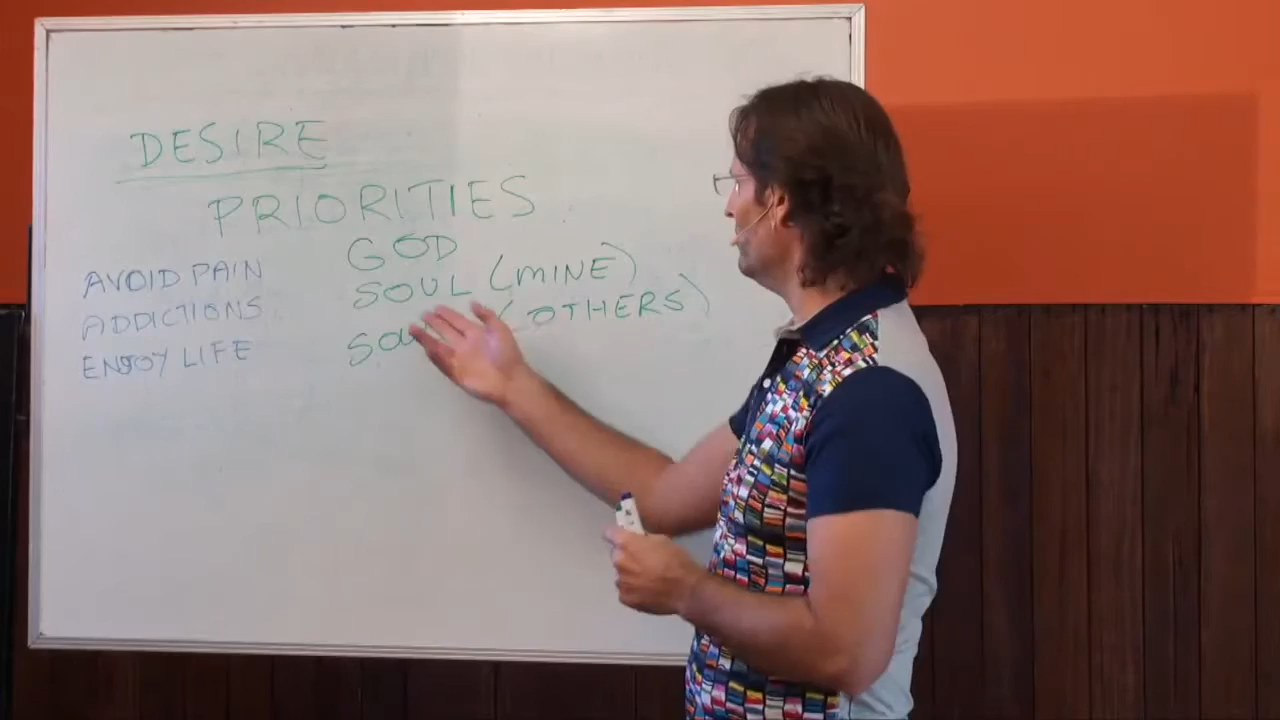 DESIRE
PRIORITIES
GOD
SOUL (MINE)
(OTHERS)
AVOID PAIN
ADDICTIONS
ENJOY LIFE